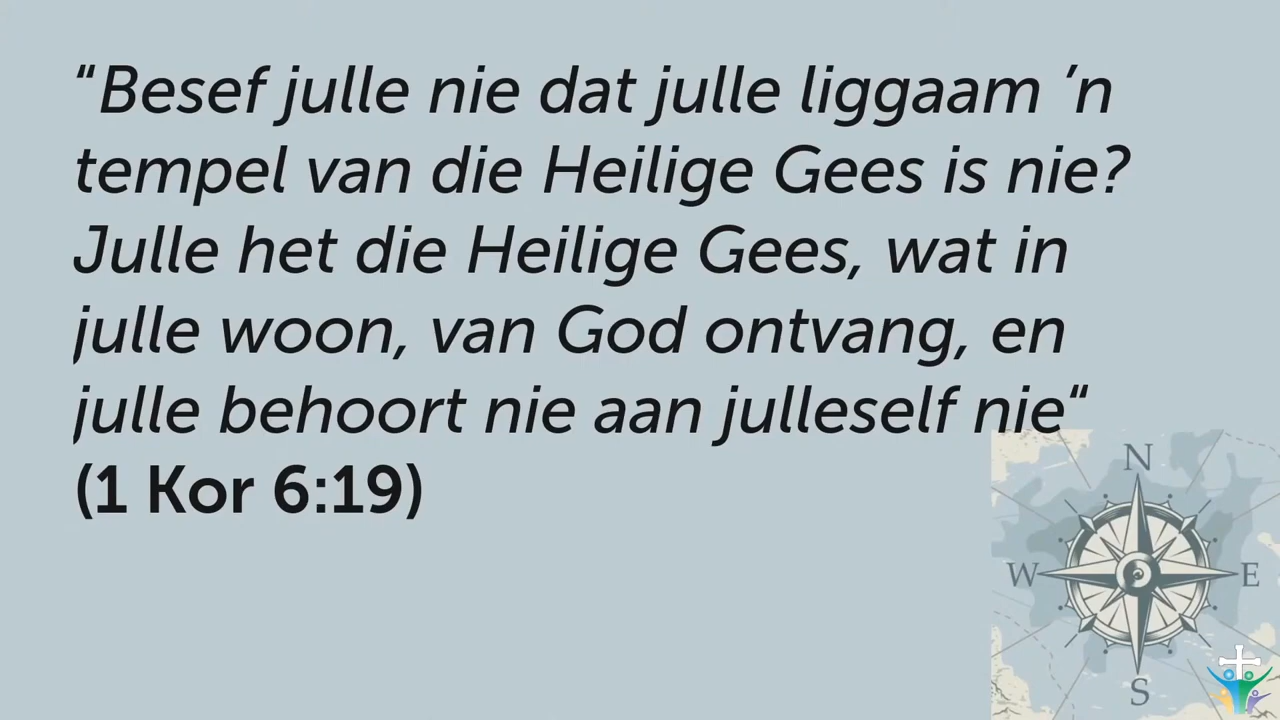 “Besef julle nie dat julle liggaam ’n
tempel van die Heilige Gees is nie?
Julle het die Heilige Gees, wat in
julle woon, van God ontvang, en
julle behoort nie aan julleself nie“
(1 Kor 6:19)
N
W E
S